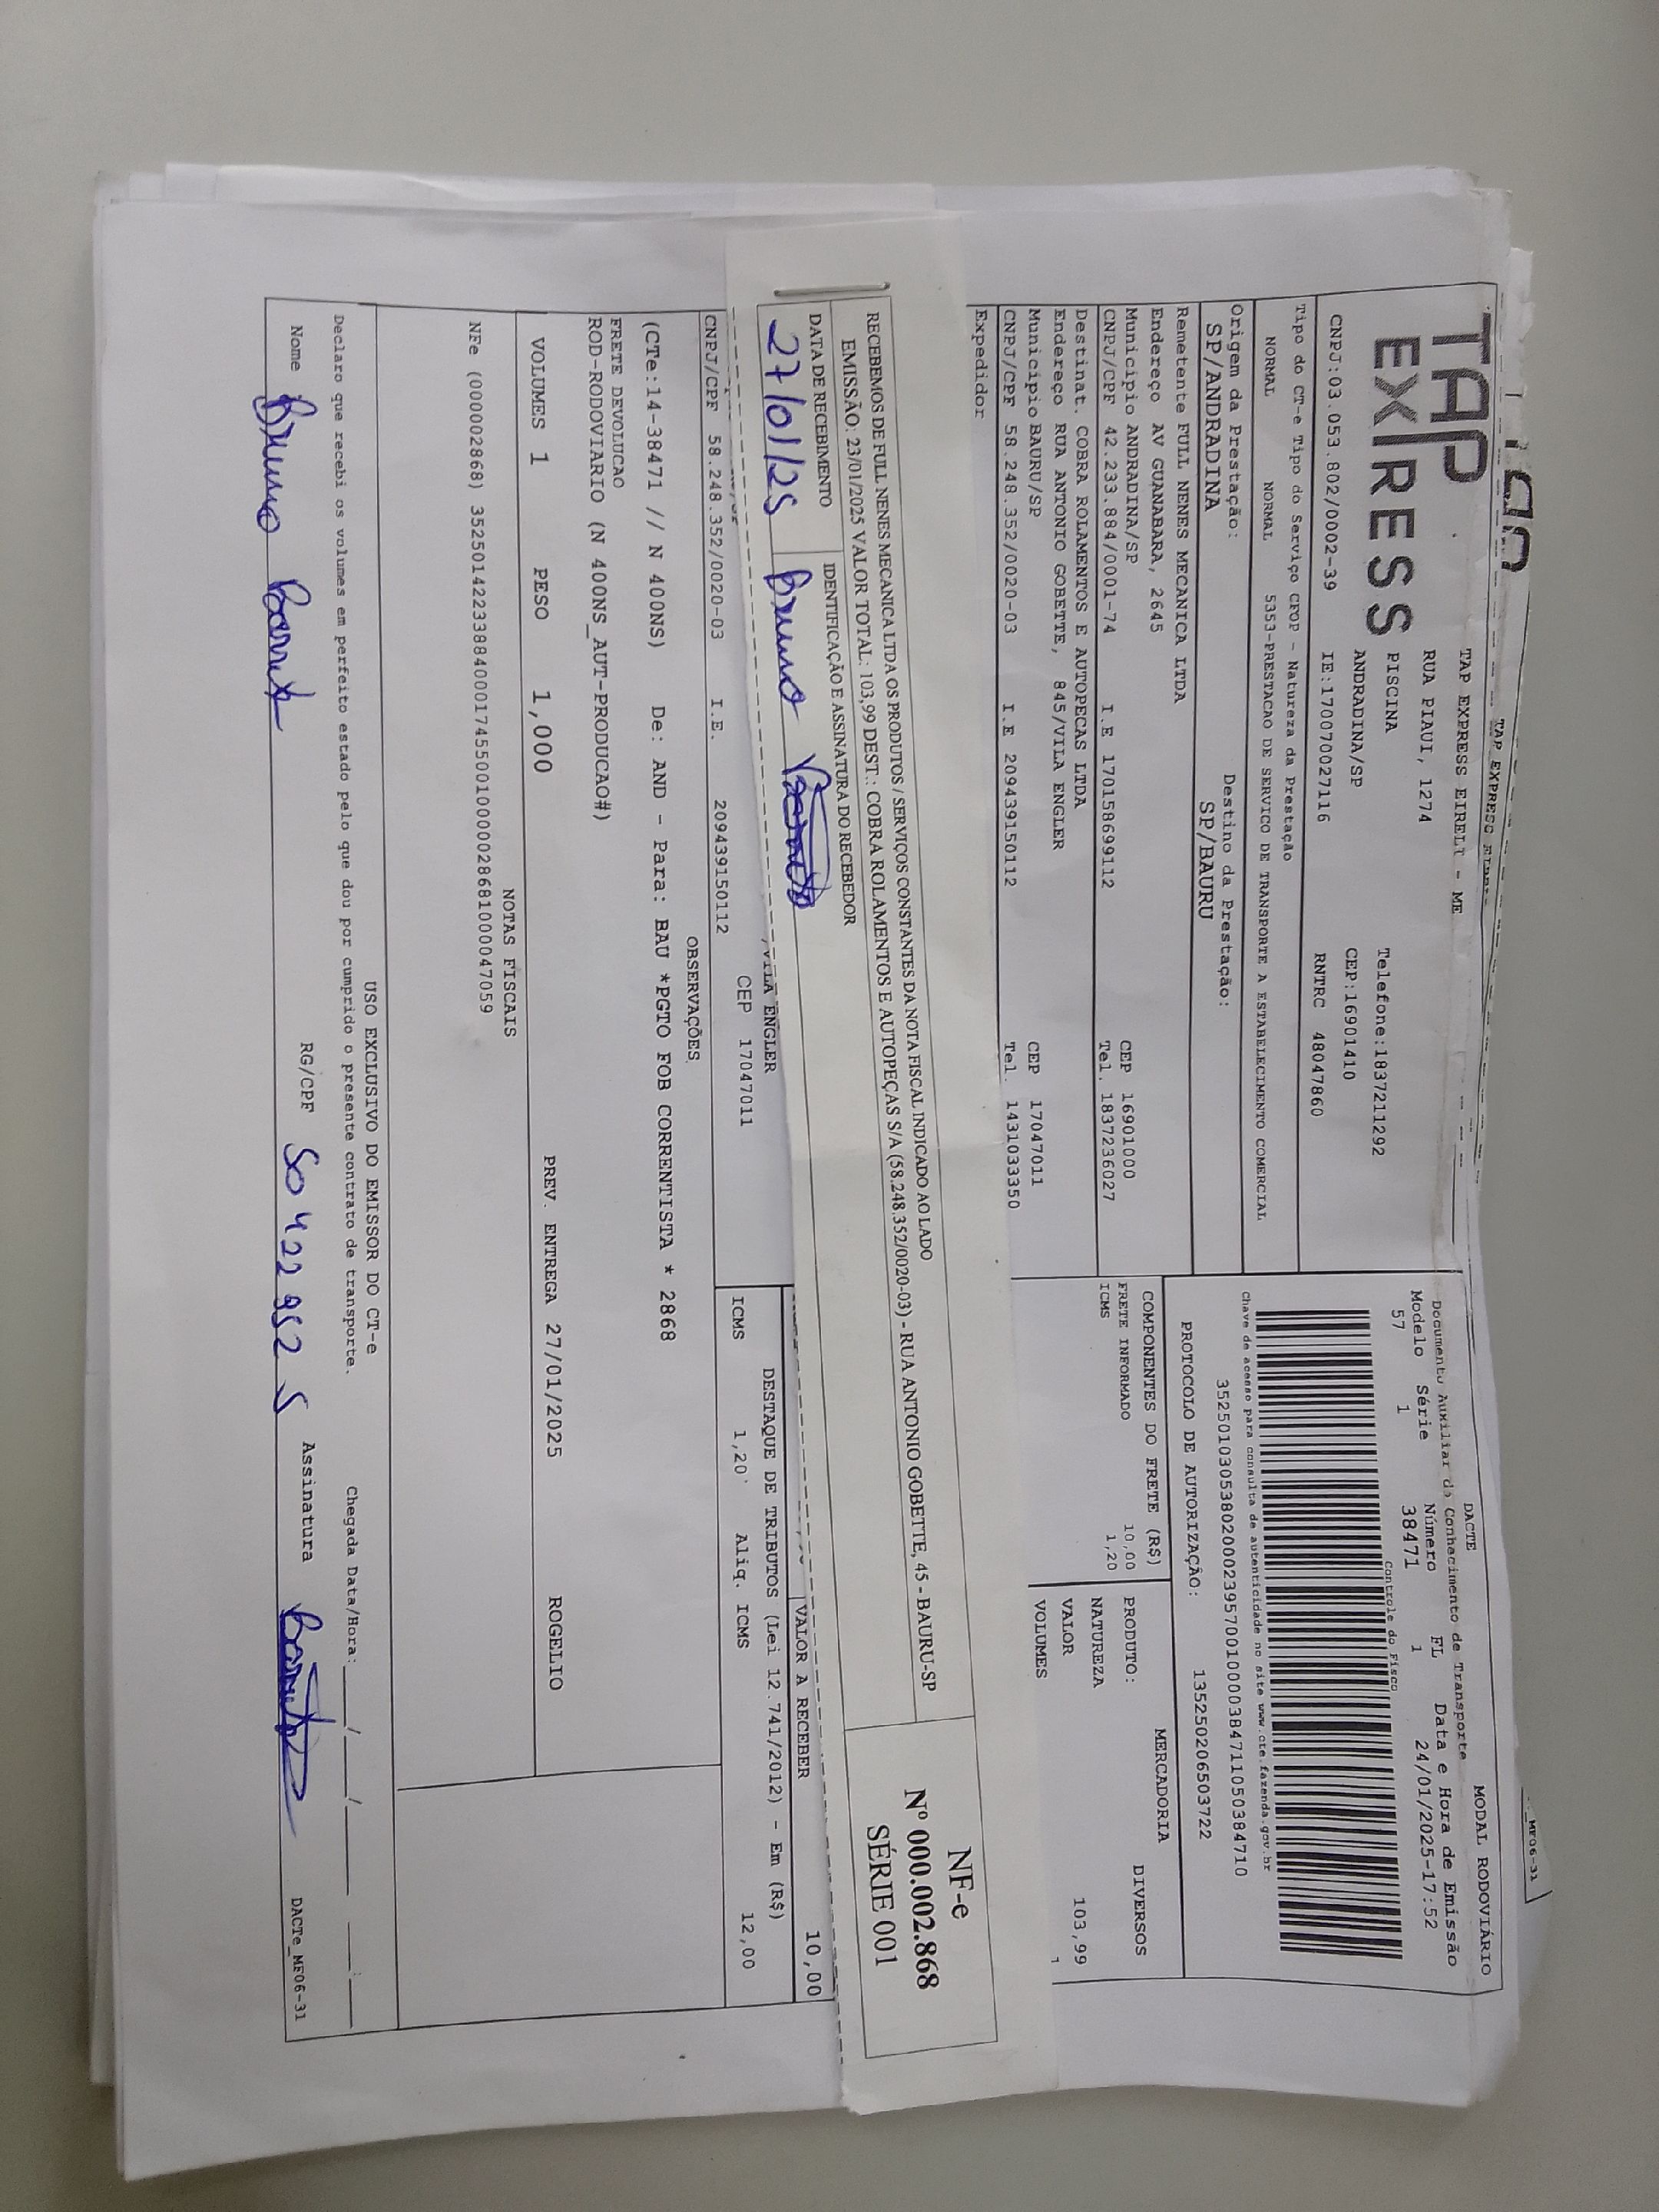 TAP EXPRESS
TAP EXPRESS EIRELI - ME
RUA PIAUI, 1274
PISCINA
ANDRADINA/SP
Telefone:1837211292
CEP:16901410
CNPJ:03.053.802/0002-39 IE:170070027116 RNTRC 48047860
DACTE MODAL RODOVIÁRIO
Documento Auxiliar do Conhecimento de Transporte
Modelo Série Número FL Data e Hora de Emissão
57 1 38471 1 24/01/2025-17:52
Controle do Fisco
Chave de acesso para consulta de autenticidade no site www.cte.fazenda.gov.br
35250103053802000239570010000384711050384710
PROTOCOLO DE AUTORIZAÇÃO: 135250206503722
Tipo do CT-e Tipo do Serviço CFOP - Natureza da Prestação
NORMAL NORMAL 5353-PRESTACAO DE SERVICO DE TRANSPORTE A ESTABELECIMENTO COMERCIAL
Origem da Prestação: Destino da Prestação:
SP/ANDRADINA SP/BAURU
Remetente FULL NENES MECANICA LTDA
Endereço AV GUANABARA, 2645
Municipio ANDRADINA/SP CEP 16901000
CNPJ/CPF 42.233.884/0001-74 I.E 170158699112 Tel. 1837236027
Destinat. COBRA ROLAMENTOS E AUTOPECAS LTDA
Endereço RUA ANTONIO GOBETTE, 845/VILA ENGLER
Município BAURU/SP CEP 17047011
CNPJ/CPF 58.248.352/0020-03 I.E 209439150112 Tel. 1431033350
Expedidor
COMPONENTES DO FRETE (R$)
FRETE INFORMADO 10,00
ICMS 1,20
MERCADORIA
PRODUTO: DIVERSOS
NATUREZA
VALOR 103,99
VOLUMES 1
RECEBEMOS DE FULL NENES MECANICA LTDA OS PRODUTOS / SERVIÇOS CONSTANTES DA NOTA FISCAL INDICADO AO LADO
EMISSÃO: 23/01/2025 VALOR TOTAL: 103,99 DEST.: COBRA ROLAMENTOS E AUTOPEÇAS S/A (58.248.352/0020-03) - RUA ANTONIO GOBETTE, 45 - BAURU-SP
DATA DE RECEBIMENTO IDENTIFICAÇÃO E ASSINATURA DO RECEBEDOR
27/01/25 Bruno
NF-e
Nº 000.002.868
SÉRIE 001
VILA ENGLER
CNPJ/CPF 58.248.352/0020-03 I.E. 209439150112 CEP 17047011
VALOR A RECEBER 10,00
DESTAQUE DE TRIBUTOS (Lei 12.741/2012) - Em (R$)
ICMS 1,20 Aliq. ICMS 12,00
OBSERVAÇÕES
(CTe:14-38471 // N 400NS) De: AND - Para: BAU *PGTO FOB CORRENTISTA * 2868
FRETE DEVOLUCAO
ROD-RODOVIARIO (N 400NS_AUT-PRODUCAO#)
VOLUMES 1 PESO 1,000 PREV. ENTREGA 27/01/2025 ROGELIO
NOTAS FISCAIS
NFe (000002868) 35250142233884000174550010000028681000047059
USO EXCLUSIVO DO EMISSOR DO CT-e
Declaro que recebi os volumes em perfeito estado pelo que dou por cumprido o presente contrato de transporte. Chegada Data/Hora:____/____/______ ____:____
Nome Bruno RG/CPF 50 422 952 5 Assinatura
DACTe_MF06-31